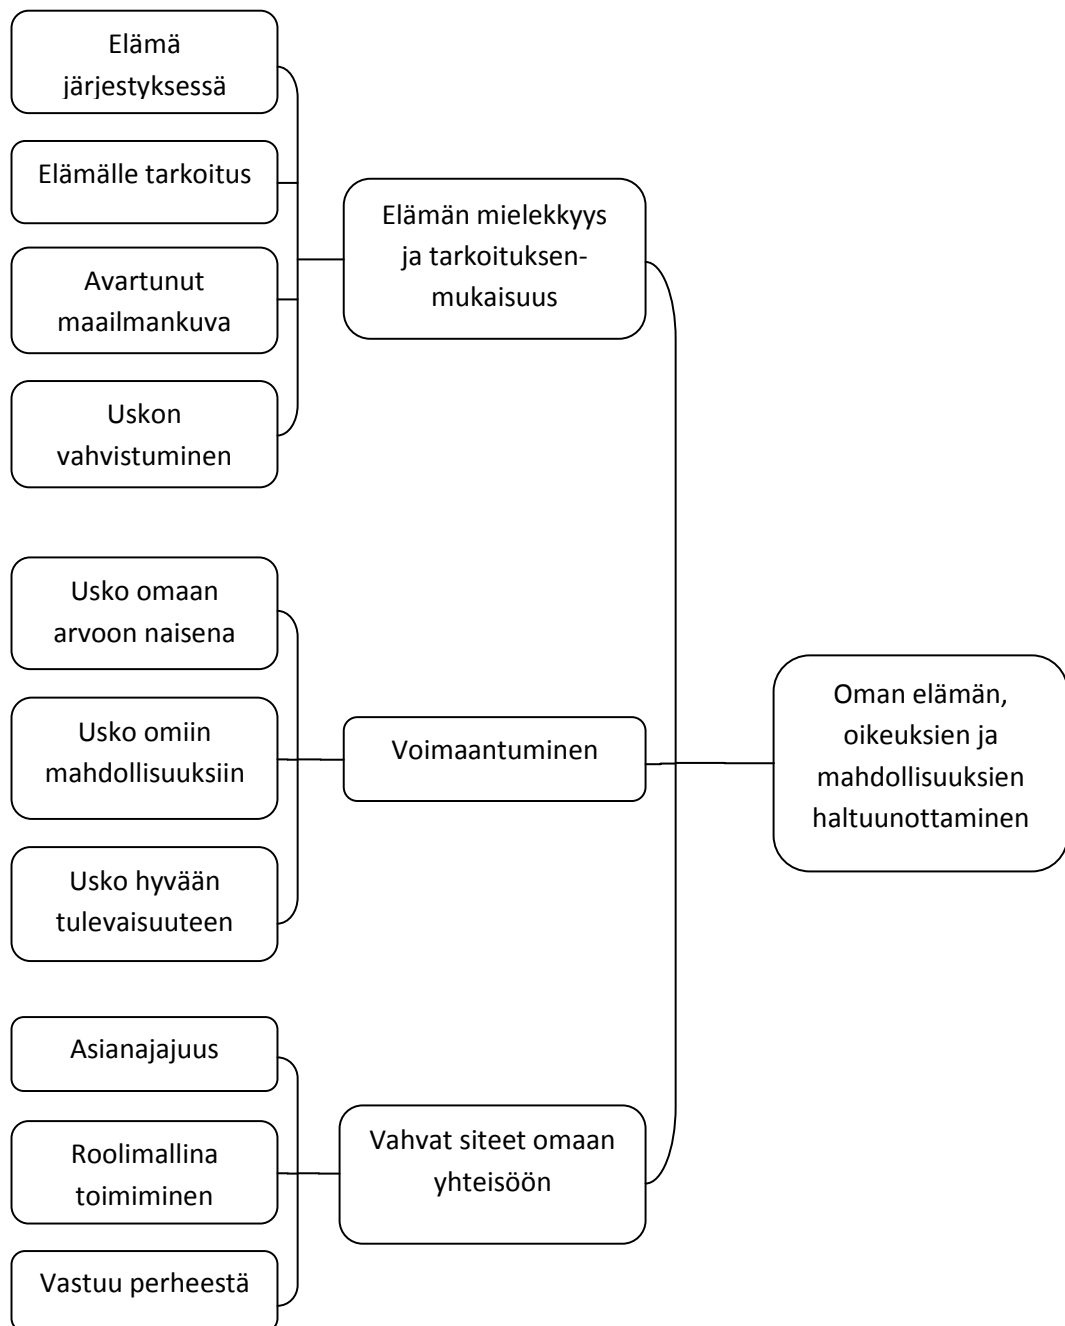 Elämä
järjestyksessä
Elämälle tarkoitus
Avartunut
maailmankuva
Uskon
vahvistuminen
Elämän mielekkyys
ja tarkoituksen-
mukaisuus
Usko omaan
arvoon naisena
Usko omiin
mahdollisuuksiin
Usko hyvään
tulevaisuuteen
Voimaantuminen
Asianajajuus
Roolimallina
toimiminen
Vastuu perheestä
Vahvat siteet omaan
yhteisöön
Oman elämän,
oikeuksien ja
mahdollisuuksien
haltuunottaminen